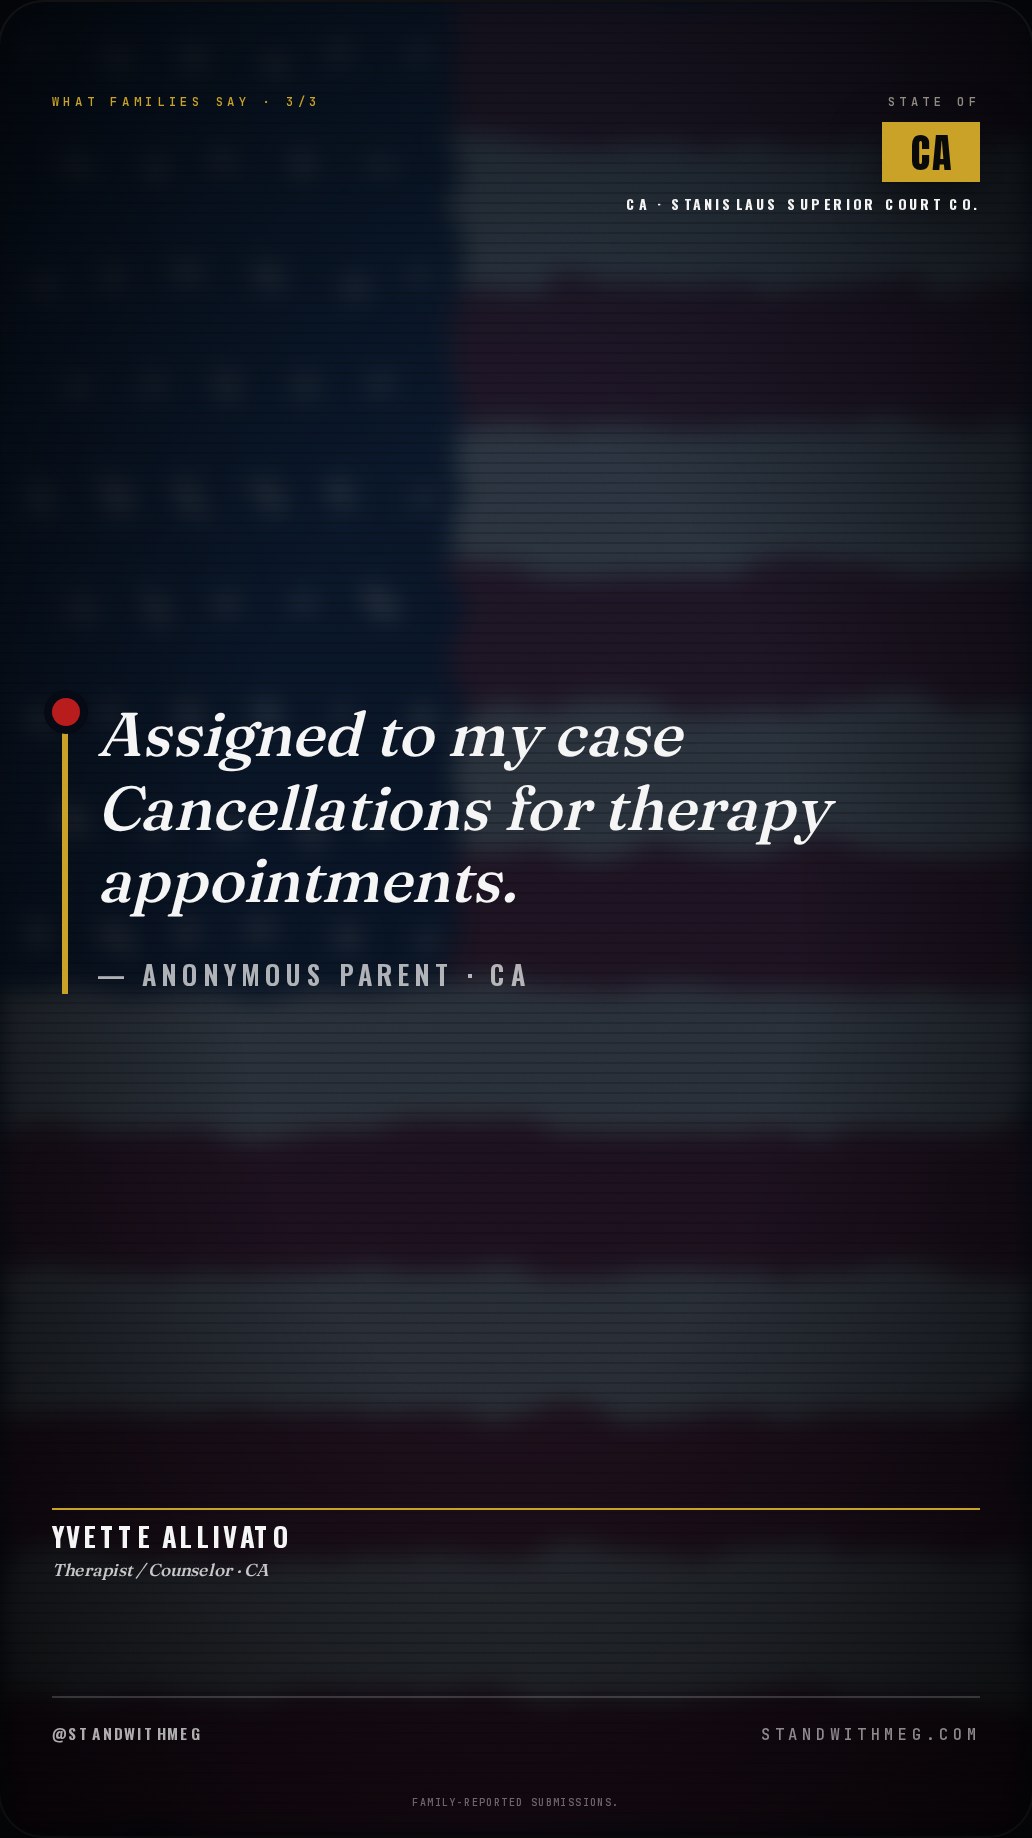 WHAT FAMILIES SAY · 3/3
STATE OF
CA
CA · STANISLAUS SUPERIOR COURT CO.
Assigned to my case
Cancellations for therapy
appointments.
— ANONYMOUS PARENT · CA
YVETTE ALLIVATO
Therapist / Counselor · CA
@STANDWITHMEG
STANDWITHMEG.COM
FAMILY-REPORTED SUBMISSIONS.